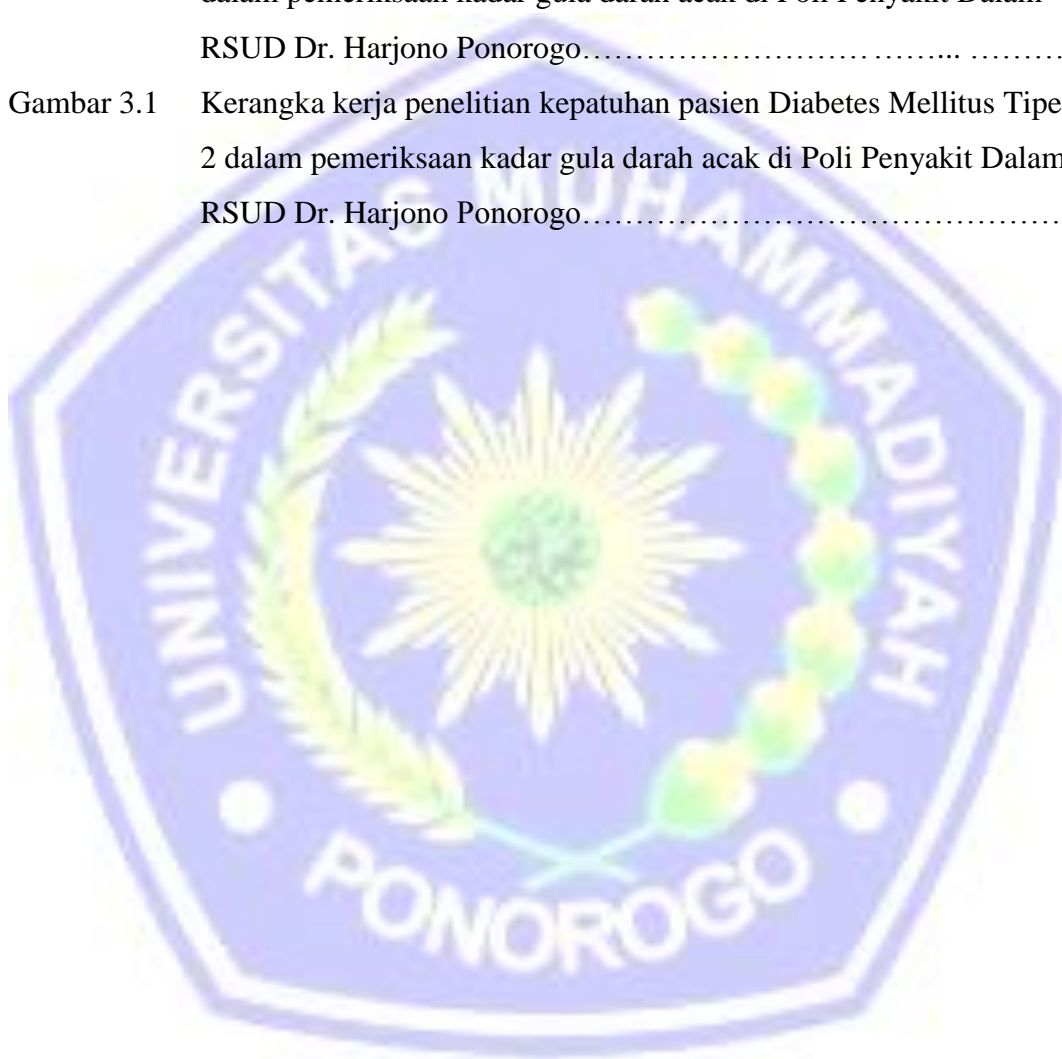 dalam pemeriksaan kadar gula darah acak di Poli Penyakit Dalam
RSUD Dr. Harjono Ponorogo……………………… ……... ………
Gambar 3.1 Kerangka kerja penelitian kepatuhan pasien Diabetes Mellitus Tipe
2 dalam pemeriksaan kadar gula darah acak di Poli Penyakit Dalam
RSUD Dr. Harjono Ponorogo………………………………………
UNIVERSITAS MUHAMMADIYAH
PONOROGO